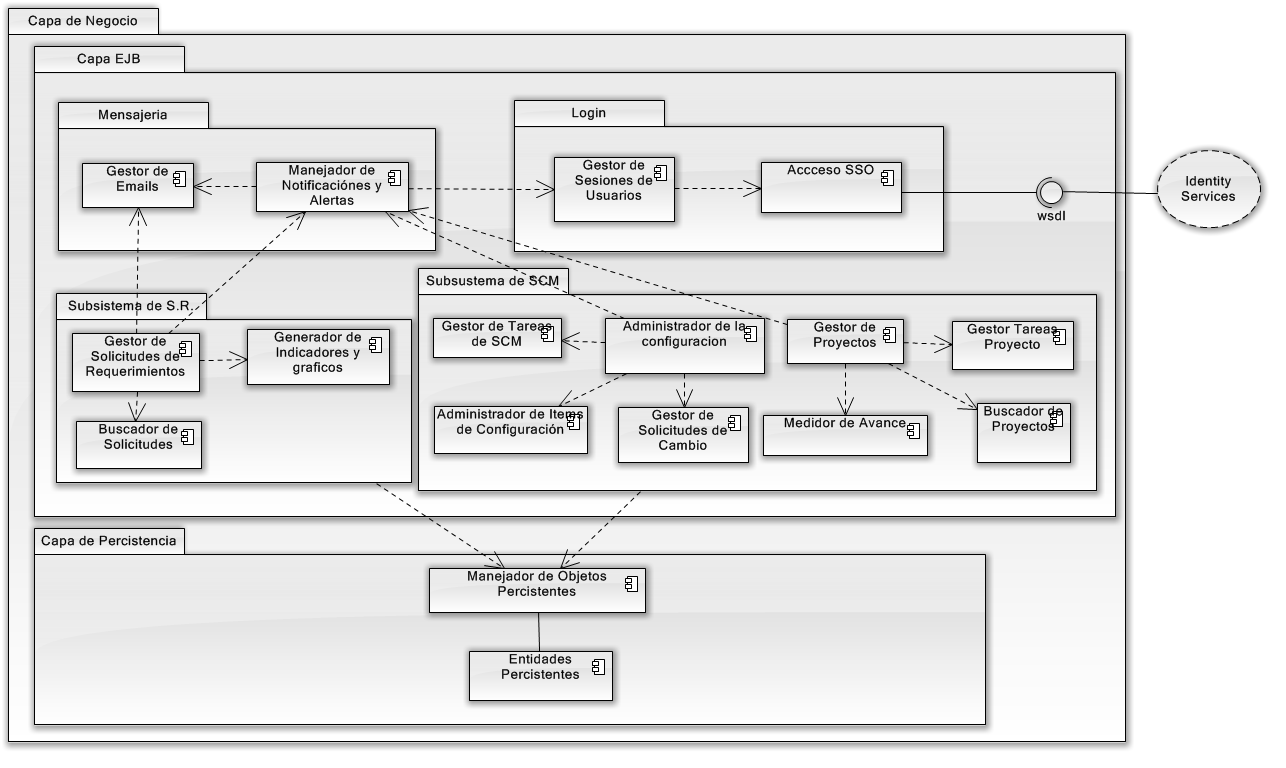 Capa de Negocio
Capa EJB
Mensajeria
Login
Gestor de
Emails
Manejador de
Notificaciónes y
Alertas
Gestor de
Sesiones de
Usuarios
Accceso SSO
wsdl
Identity
Services
Subsistema de S.R..
Subsustema de SCM
Gestor de
Solicitudes de
Requerimientos
Generador de
Indicadores y
graficos
Buscador de
Solicitudes
Gestor de Tareas
de SCM
Administrador de la
configuracion
Gestor de
Proyectos
Gestor Tareas
Proyecto
Administrador de Items
de Configuración
Gestor de
Solicitudes de
Cambio
Medidor de Avance
Buscador de
Proyectos
Capa de Percistencia
Manejador de Objetos
Percistentes
Entidades
Percistentes